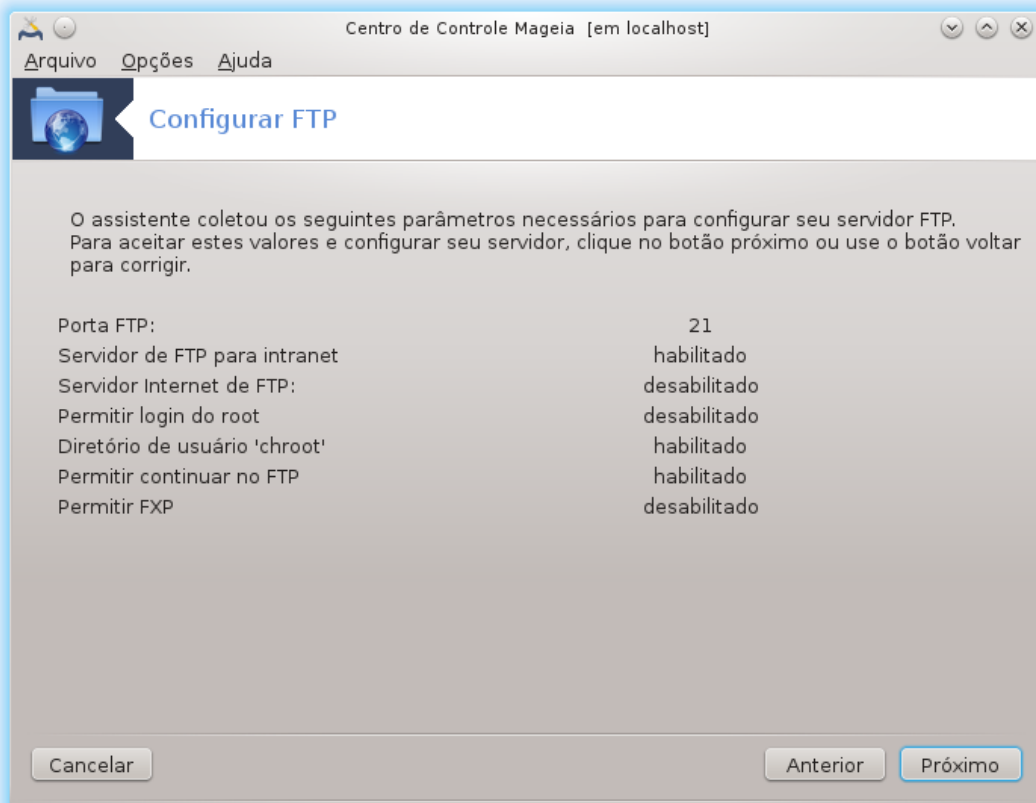 Centro de Controle Mageia [em localhost]
Arquivo Opções Ajuda
Configurar FTP
O assistente coletou os seguintes parâmetros necessários para configurar seu servidor FTP.
Para aceitar estes valores e configurar seu servidor, clique no botão próximo ou use o botão voltar
para corrigir.
Porta FTP: 21
Servidor de FTP para intranet habilitado
Servidor Internet de FTP: desabilitado
Permitir login do root desabilitado
Diretório de usuário 'chroot' habilitado
Permitir continuar no FTP habilitado
Permitir FXP desabilitado
Cancelar Anterior Próximo